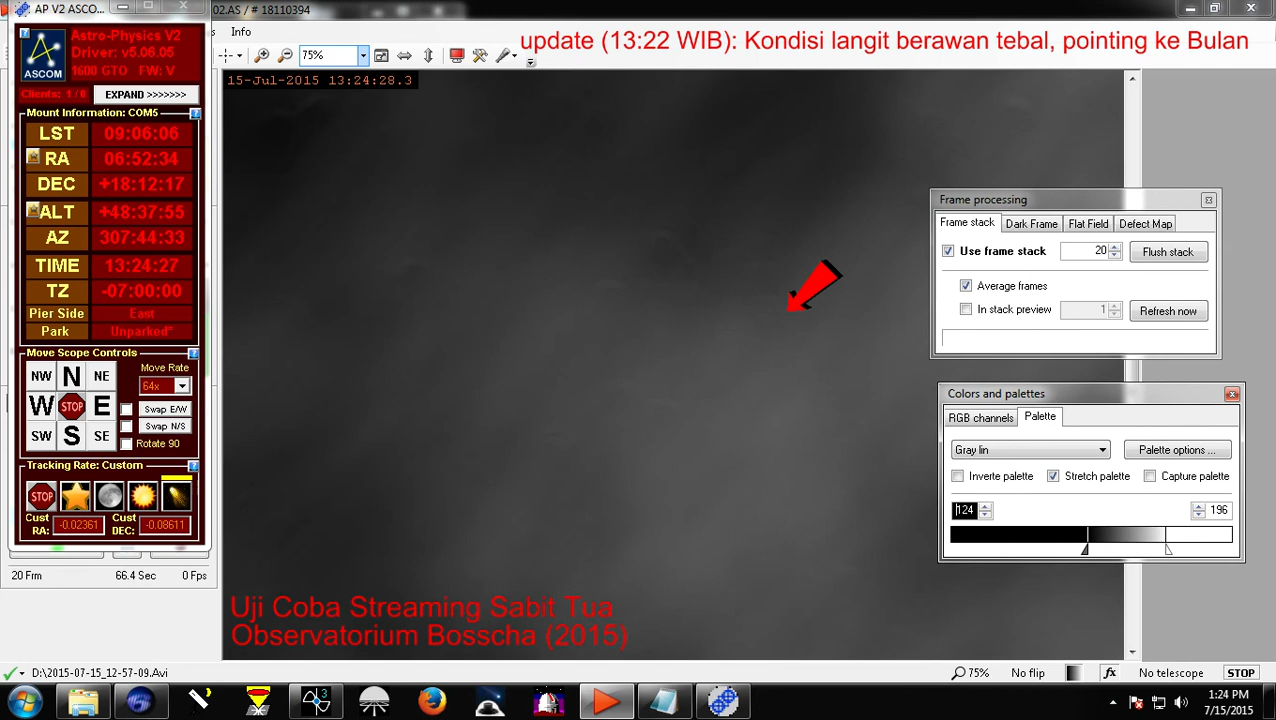 AP V2 ASCO...
02.AS / # 18110394
Info
update (13:22 WIB): Kondisi langit berawan tebal, pointing ke Bulan
75%
15-Jul-2015 13:24:28.3
ASCOM
Astro-Physics V2
Driver: v5.06.05
1600 GTO FW: V
Clients: 1 / 0
EXPAND >>>>>>>
Mount Information: COM5
LST 09:06:06
RA 06:52:34
DEC +18:12:17
ALT +48:37:55
AZ 307:44:33
TIME 13:24:27
TZ -07:00:00
Pier Side East
Park Unparked*
Move Scope Controls
NW N NE
W STOP E
SW S SE
Move Rate
64x
Swap E/W
Swap N/S
Rotate 90
Tracking Rate: Custom
STOP
Cust RA: -0.02361
Cust DEC: -0.08611
20 Frm 66.4 Sec 0 Fps
Frame processing
Frame stack Dark Frame Flat Field Defect Map
Use frame stack 20 Flush stack
Average frames
In stack preview 1 Refresh now
Colors and palettes
RGB channels Palette
Gray lin Palette options ...
Inverte palette Stretch palette Capture palette
124 196
Uji Coba Streaming Sabit Tua
Observatorium Bosscha (2015)
D:\2015-07-15_12-57-09.Avi
75% No flip fx No telescope STOP
1:24 PM
7/15/2015